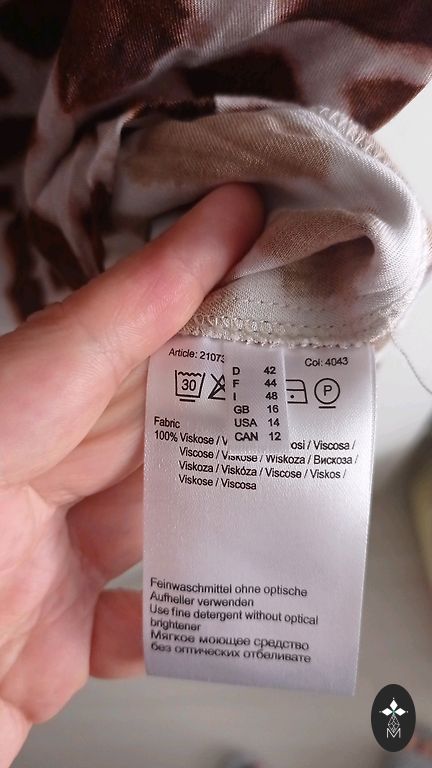 Article: 21073
Col: 4043
30
P
D 42
F 44
I 48
GB 16
USA 14
CAN 12
Fabric
100% Viskose / V osi / Viscosa /
Viscose / Viskose / Wiskoza / Вискоза /
Viskoza / Viskóza / Viscose / Viskos /
Viskose / Viscosa
Feinwaschmittel ohne optische
Aufheller verwenden
Use fine detergent without optical
brightener
Мягкое моющее средство
без оптических отбеливате
M